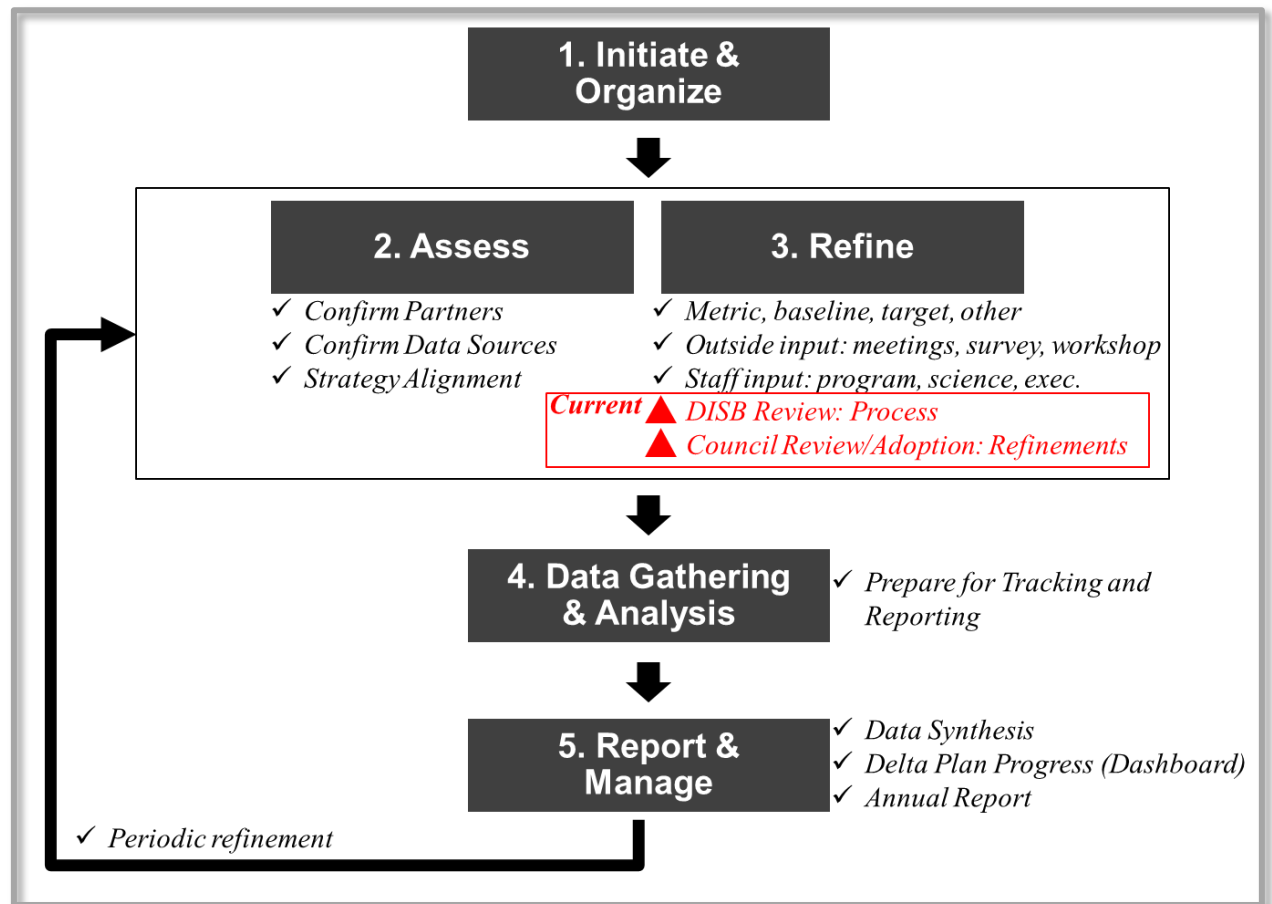 1. Initiate &
Organize
2. Assess
✓ Confirm Partners
✓ Confirm Data Sources
✓ Strategy Alignment
3. Refine
✓ Metric, baseline, target, other
✓ Outside input: meetings, survey, workshop
✓ Staff input: program, science, exec.
Current ▲ DISB Review: Process
▲ Council Review/Adoption: Refinements
4. Data Gathering
& Analysis
✓ Prepare for Tracking and
Reporting
5. Report &
Manage
✓ Data Synthesis
✓ Delta Plan Progress (Dashboard)
✓ Annual Report
✓ Periodic refinement